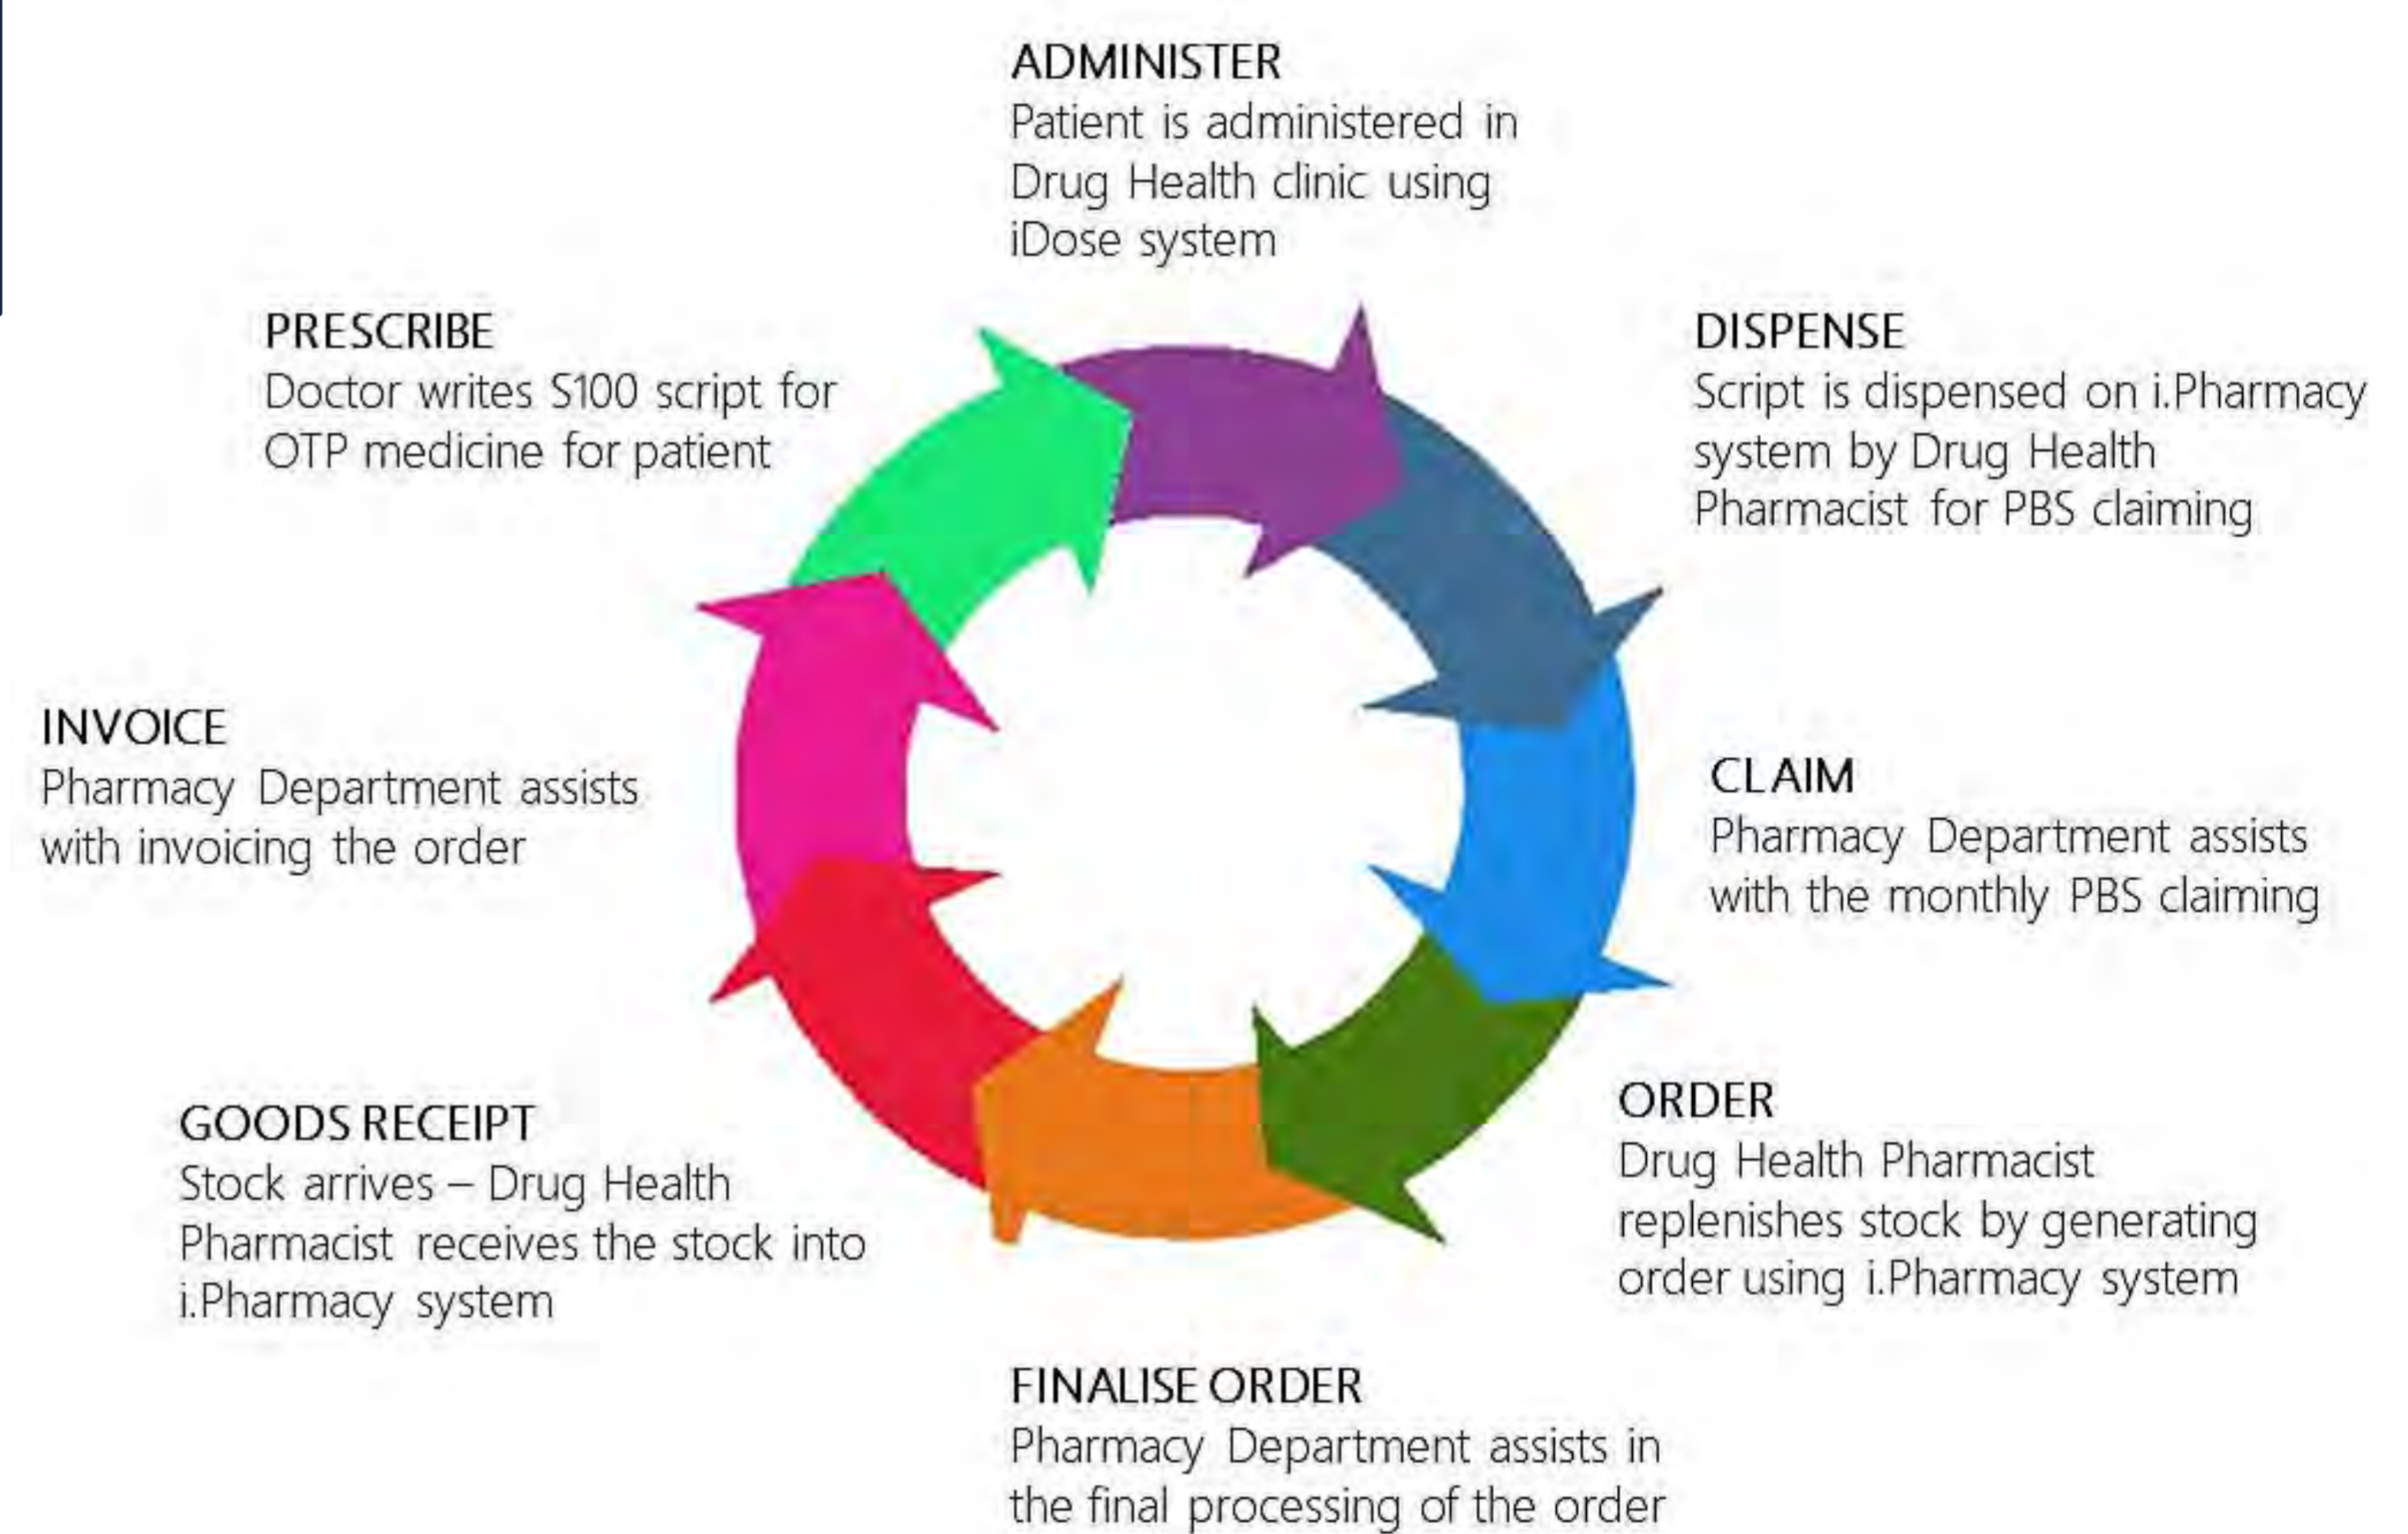 ADMINISTER
Patient is administered in
Drug Health clinic using
iDose system
DISPENSE
Script is dispensed on i.Pharmacy
system by Drug Health
Pharmacist for PBS claiming
CLAIM
Pharmacy Department assists
with the monthly PBS claiming
ORDER
Drug Health Pharmacist
replenishes stock by generating
order using i.Pharmacy system
FINALISE ORDER
Pharmacy Department assists in
the final processing of the order
GOODS RECEIPT
Stock arrives – Drug Health
Pharmacist receives the stock into
i.Pharmacy system
INVOICE
Pharmacy Department assists
with invoicing the order
PRESCRIBE
Doctor writes S100 script for
OTP medicine for patient